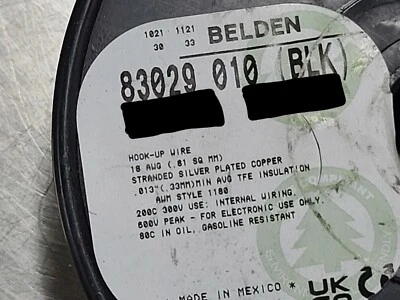 1021 1121
30 33
BELDEN
83029 010 (BLK)
HOOK-UP WIRE
18 AWG (.81 SQ MM)
STRANDED SILVER PLATED COPPER
.013"(.33MM)MIN AVG TFE INSULATION
AWM STYLE 1180
200C 300V USE: INTERNAL WIRING.
600V PEAK - FOR ELECTRONIC USE ONLY.
80C IN OIL, GASOLINE RESISTANT
COMPLIANT
MADE IN MEXICO *
UK